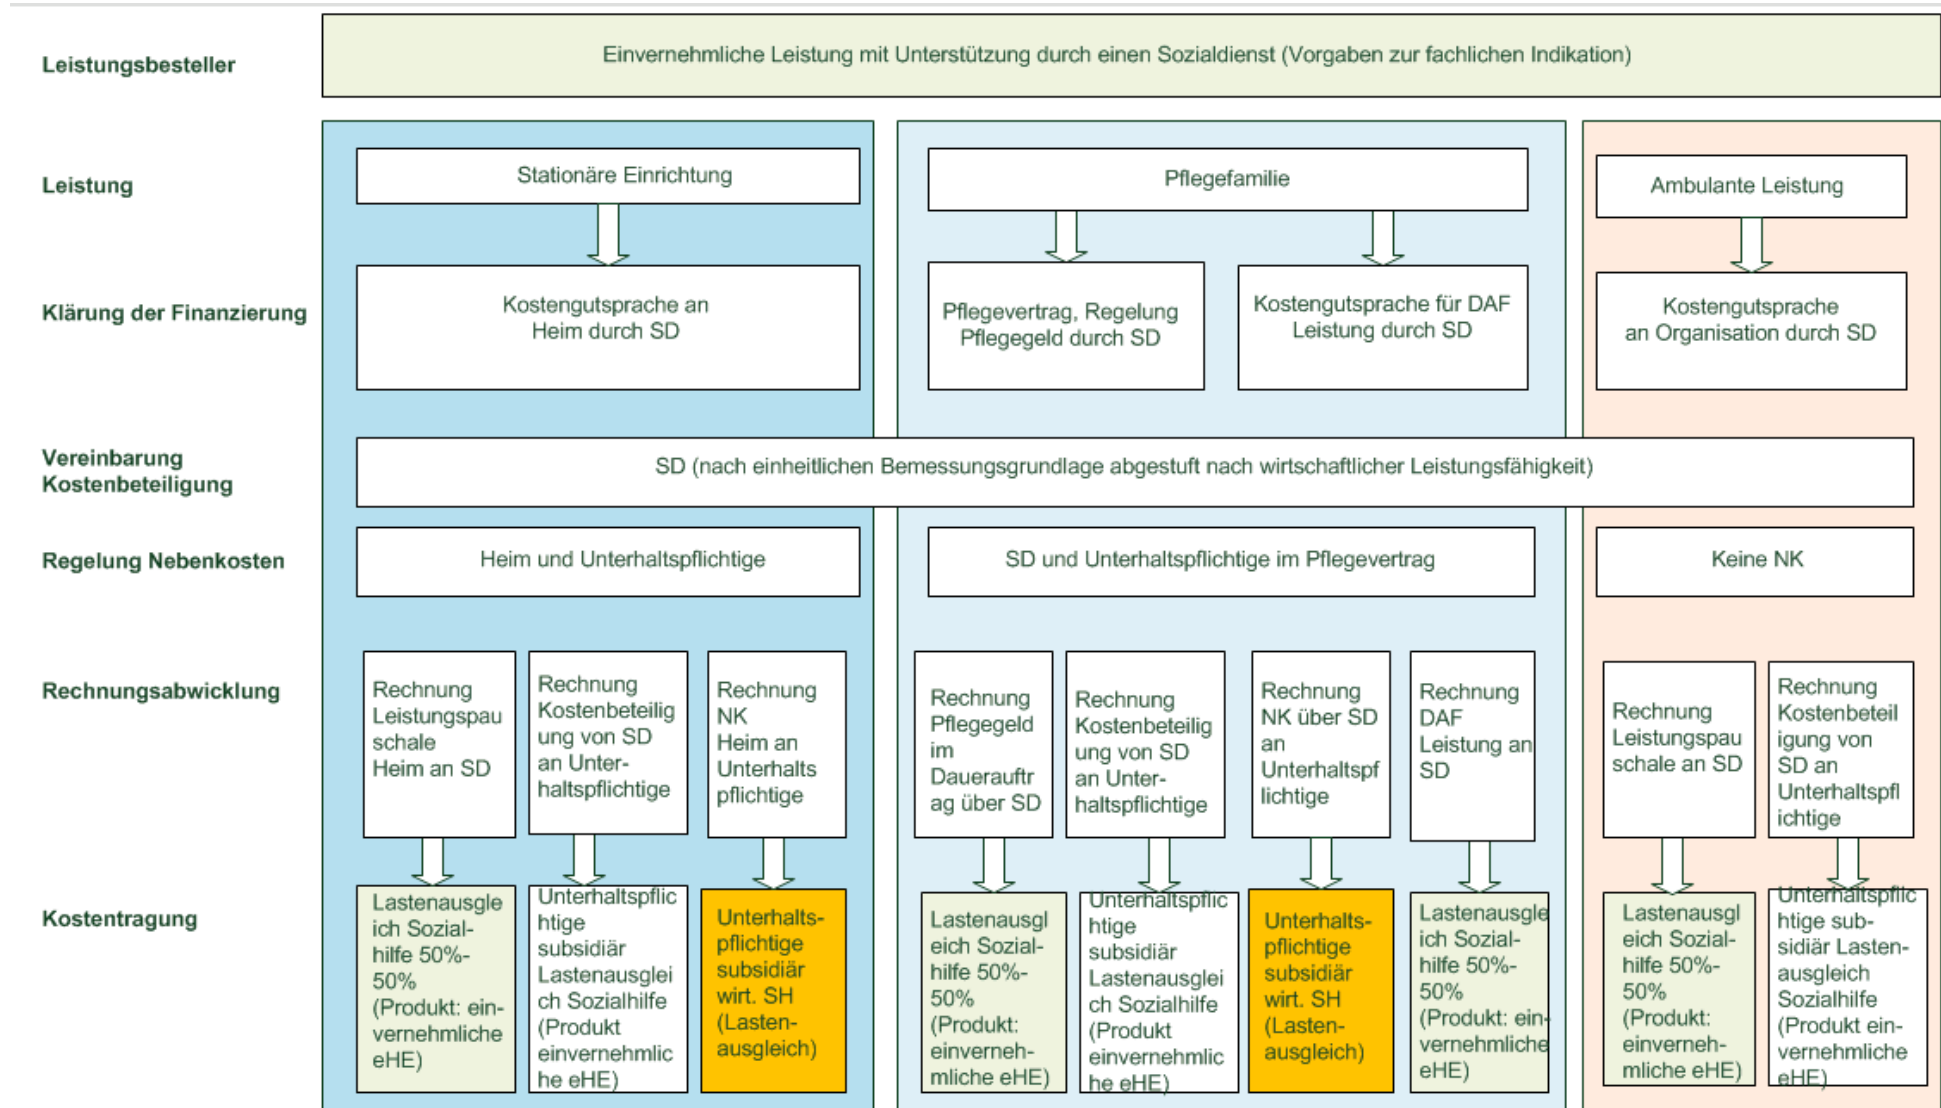 Leistungsbesteller
Einvernehmliche Leistung mit Unterstützung durch einen Sozialdienst (Vorgaben zur fachlichen Indikation)
Leistung
Stationäre Einrichtung
Pflegefamilie
Ambulante Leistung
Klärung der Finanzierung
Kostengutsprache an
Heim durch SD
Pflegevertrag, Regelung
Pflegegeld durch SD
Kostengutsprache für DAF
Leistung durch SD
Kostengutsprache
an Organisation durch SD
Vereinbarung
Kostenbeteiligung
SD (nach einheitlichen Bemessungsgrundlage abgestuft nach wirtschaftlicher Leistungsfähigkeit)
Regelung Nebenkosten
Heim und Unterhaltspflichtige
SD und Unterhaltspflichtige im Pflegevertrag
Keine NK
Rechnungsabwicklung
Rechnung
Leistungspau
schale
Heim an SD
Rechnung
Kostenbeteilig
ung von SD
an Unter-
haltspflichtige
Rechnung
NK
Heim an
Unterhalts
pflichtige
Rechnung
Pflegegeld
im
Dauerauftr
ag über SD
Rechnung
Kostenbeteilig
ung von SD
an Unter-
haltspflichtige
Rechnung
NK über SD
an
Unterhaltspf
lichtige
Rechnung
DAF
Leistung an
SD
Rechnung
Leistungspau
schale an SD
Rechnung
Kostenbeteil
igung von
SD an
Unterhaltspfl
ichtige
Kostentragung
Lastenausgle
ich Sozial-
hilfe 50%-
50%
(Produkt: ein-
vernehmliche
eHE)
Unterhaltspflic
htige
subsidiär
Lastenausglei
ch Sozialhilfe
(Produkt
einvernehmlic
he eHE)
Unterhalts-
pflichtige
subsidiär
wirt. SH
(Lasten-
ausgleich)
Lastenausgl
eich Sozial-
hilfe 50%-
50%
(Produkt:
einverneh-
mliche eHE)
Unterhaltspflic
htige
subsidiär
Lastenausglei
ch Sozialhilfe
(Produkt
einvernehmlic
he eHE)
Unterhalts-
pflichtige
subsidiär
wirt. SH
(Lasten-
ausgleich)
Lastenausgle
ich Sozial-
hilfe 50%-
50%
(Produkt: ein-
vernehmliche
eHE)
Lastenausgl
eich Sozial-
hilfe 50%-
50%
(Produkt:
einverneh-
mliche eHE)
Unterhaltspflic
htige sub-
sidiär Lasten-
ausgleich
Sozialhilfe
(Produkt ein-
vernehmliche
eHE)